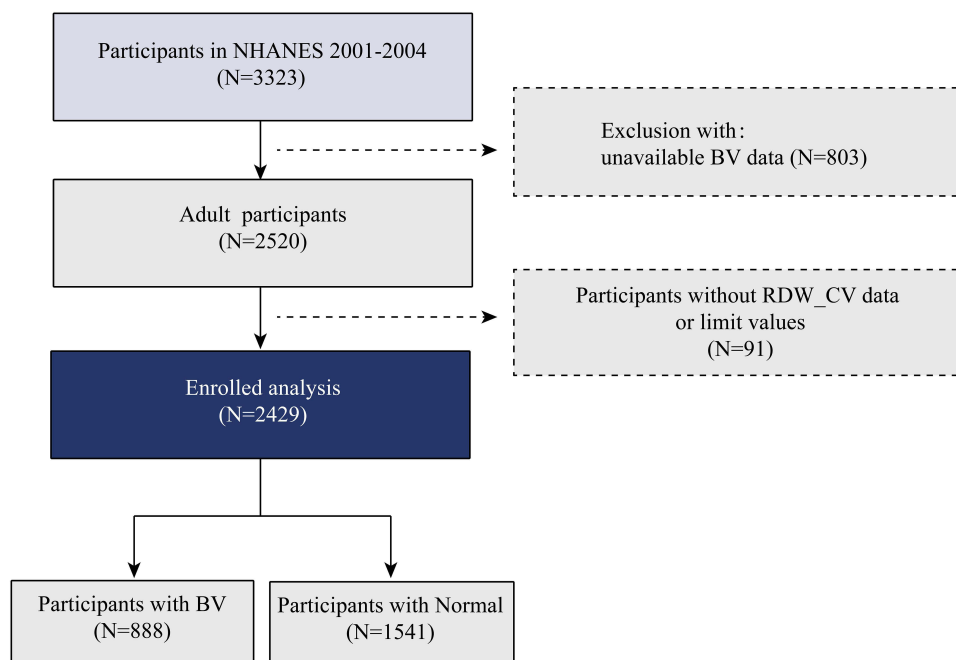 Participants in NHANES 2001-2004
(N=3323)
Exclusion with:
unavailable BV data (N=803)
Adult participants
(N=2520)
Participants without RDW_CV data
or limit values
(N=91)
Enrolled analysis
(N=2429)
Participants with BV
(N=888)
Participants with Normal
(N=1541)